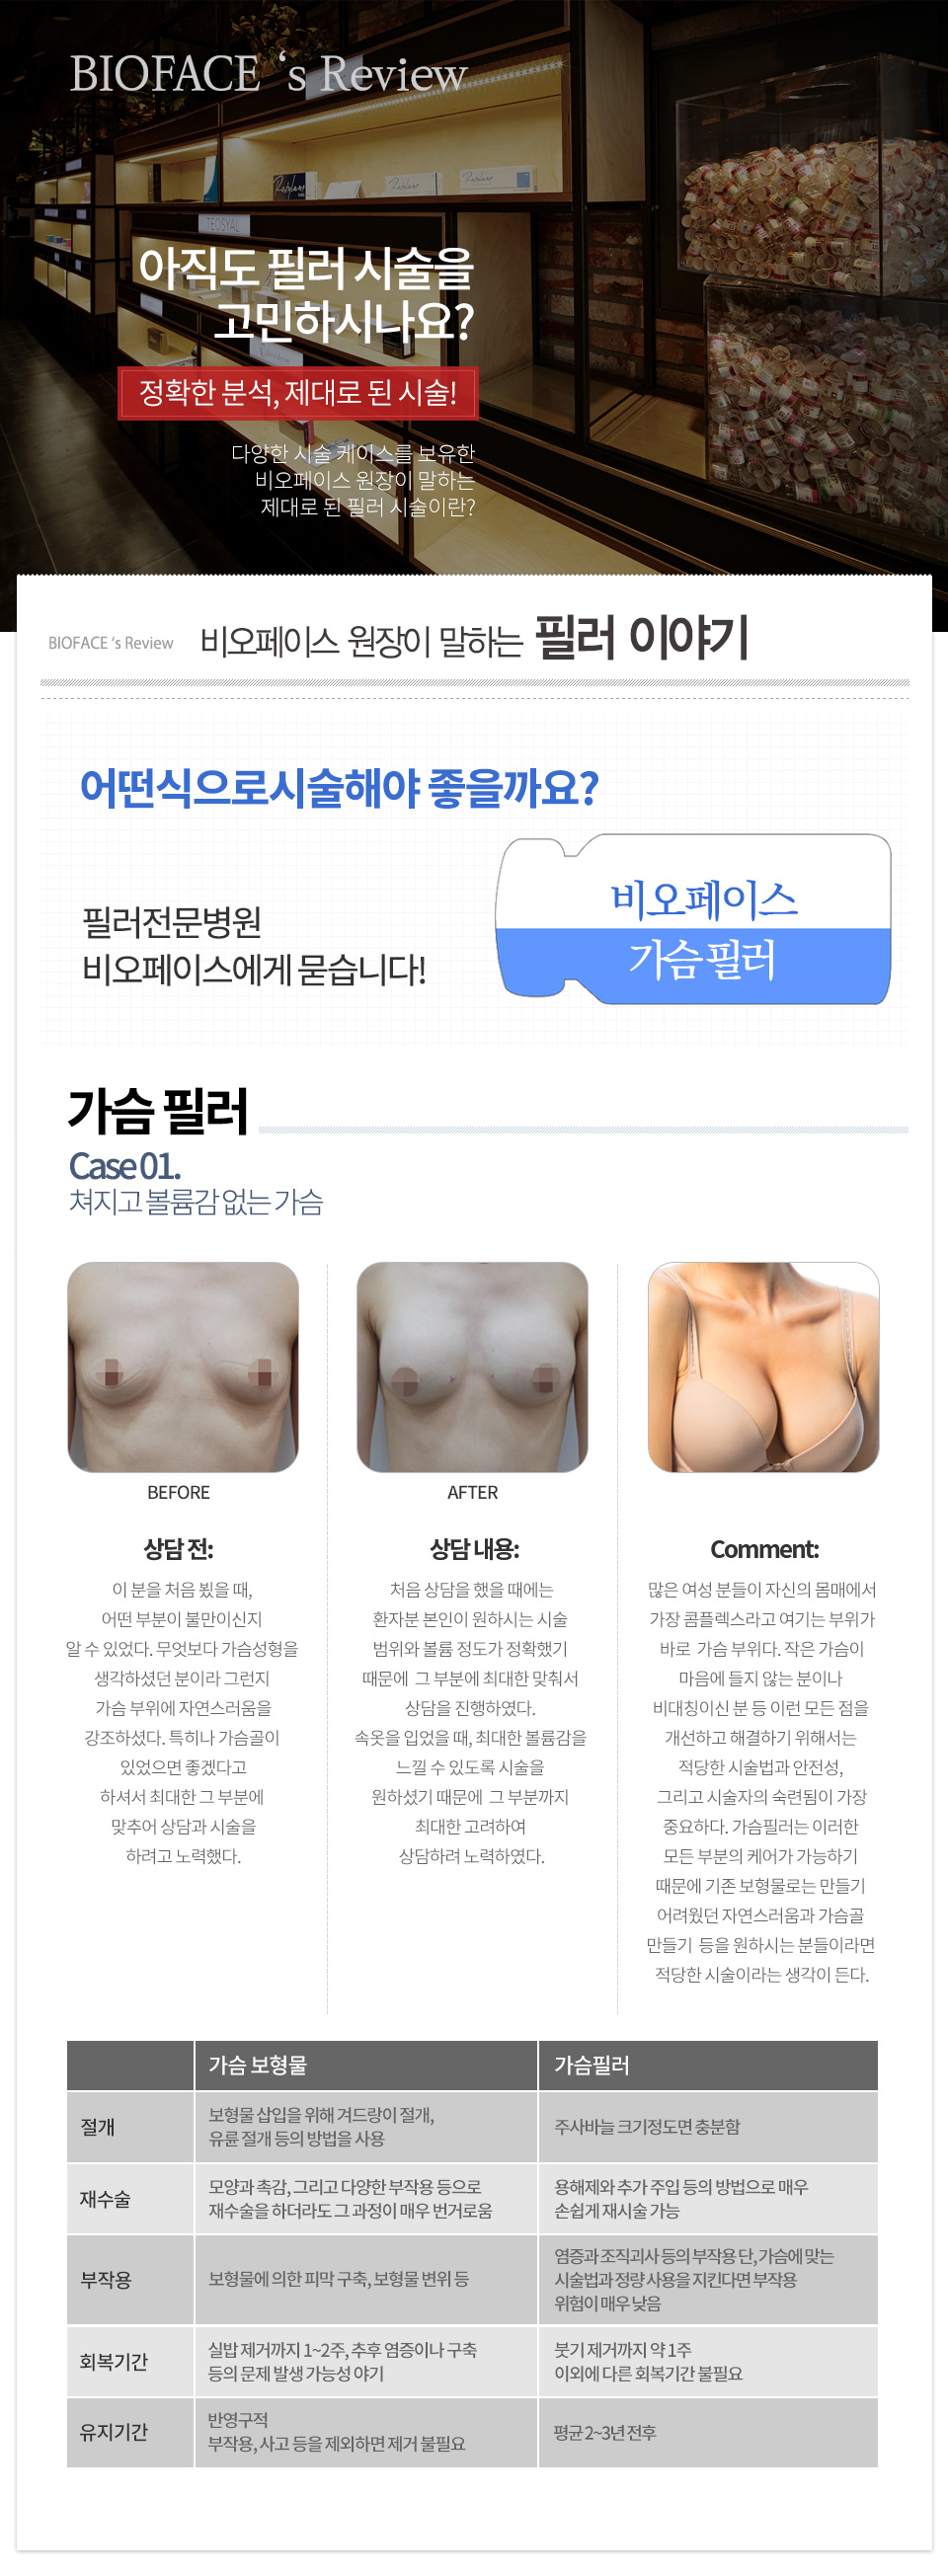 BIOFACE ‘s Review
Restylane
Restylane
Restylane
TEOSYAL
아직도 필러 시술을
고민하시나요?
정확한 분석, 제대로 된 시술!
다양한 시술 케이스를 보유한
비오페이스 원장이 말하는
제대로 된 필러 시술이란?
BIOFACE ‘s Review 비오페이스 원장이 말하는 필러 이야기
어떤식으로시술해야 좋을까요?
필러전문병원
비오페이스에게 묻습니다!
비오페이스
가슴 필러
가슴 필러
Case 01.
쳐지고 볼륨감 없는 가슴
BEFORE
상담 전:
이 분을 처음 뵀을 때,
어떤 부분이 불만이신지
알 수 있었다. 무엇보다 가슴성형을
생각하셨던 분이라 그런지
가슴 부위에 자연스러움을
강조하셨다. 특히나 가슴골이
있었으면 좋겠다고
하셔서 최대한 그 부분에
맞추어 상담과 시술을
하려고 노력했다.
AFTER
상담 내용:
처음 상담을 했을 때에는
환자분 본인이 원하시는 시술
범위와 볼륨 정도가 정확했기
때문에 그 부분에 최대한 맞춰서
상담을 진행하였다.
속옷을 입었을 때, 최대한 볼륨감을
느낄 수 있도록 시술을
원하셨기 때문에 그 부분까지
최대한 고려하여
상담하려 노력하였다.
Comment:
많은 여성 분들이 자신의 몸매에서
가장 콤플렉스라고 여기는 부위가
바로 가슴 부위다. 작은 가슴이
마음에 들지 않는 분이나
비대칭이신 분 등 이런 모든 점을
개선하고 해결하기 위해서는
적당한 시술법과 안전성,
그리고 시술자의 숙련됨이 가장
중요하다. 가슴필러는 이러한
모든 부분의 케어가 가능하기
때문에 기존 보형물로는 만들기
어려웠던 자연스러움과 가슴골
만들기 등을 원하시는 분들이라면
적당한 시술이라는 생각이 든다.
가슴 보형물 가슴필러
절개
보형물 삽입을 위해 겨드랑이 절개,
유륜 절개 등의 방법을 사용
주사바늘 크기정도면 충분함
재수술
모양과 촉감, 그리고 다양한 부작용 등으로
재수술을 하더라도 그 과정이 매우 번거로움
용해제와 추가 주입 등의 방법으로 매우
손쉽게 재시술 가능
부작용
보형물에 의한 피막 구축, 보형물 변위 등
염증과 조직괴사 등의 부작용 단, 가슴에 맞는
시술법과 정량 사용을 지킨다면 부작용
위험이 매우 낮음
회복기간
실밥 제거까지 1~2주, 추후 염증이나 구축
등의 문제 발생 가능성 야기
붓기 제거까지 약 1주
이외에 다른 회복기간 불필요
유지기간
반영구적
부작용, 사고 등을 제외하면 제거 불필요
평균 2~3년 전후